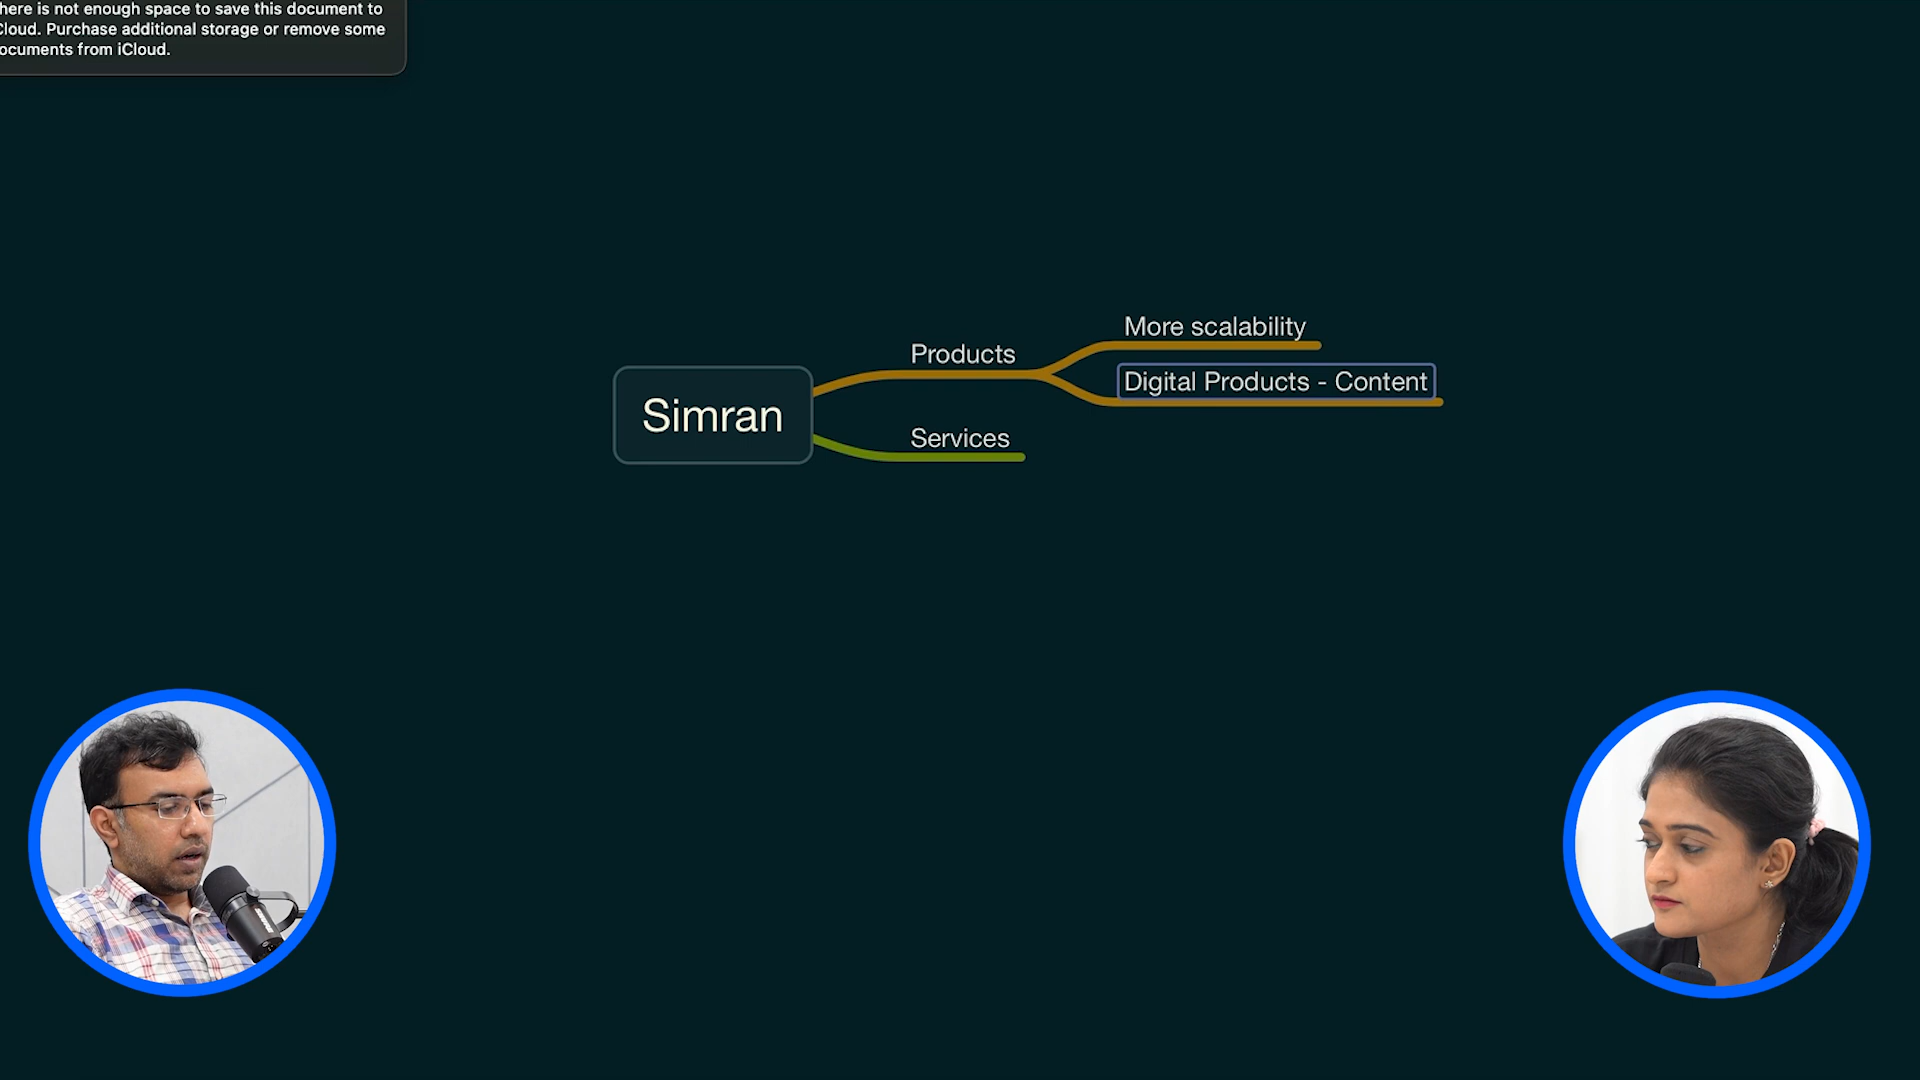 here is not enough space to save this document to
Cloud. Purchase additional storage or remove some
ocuments from iCloud.
More scalability
Products
Digital Products - Content
Simran
Services